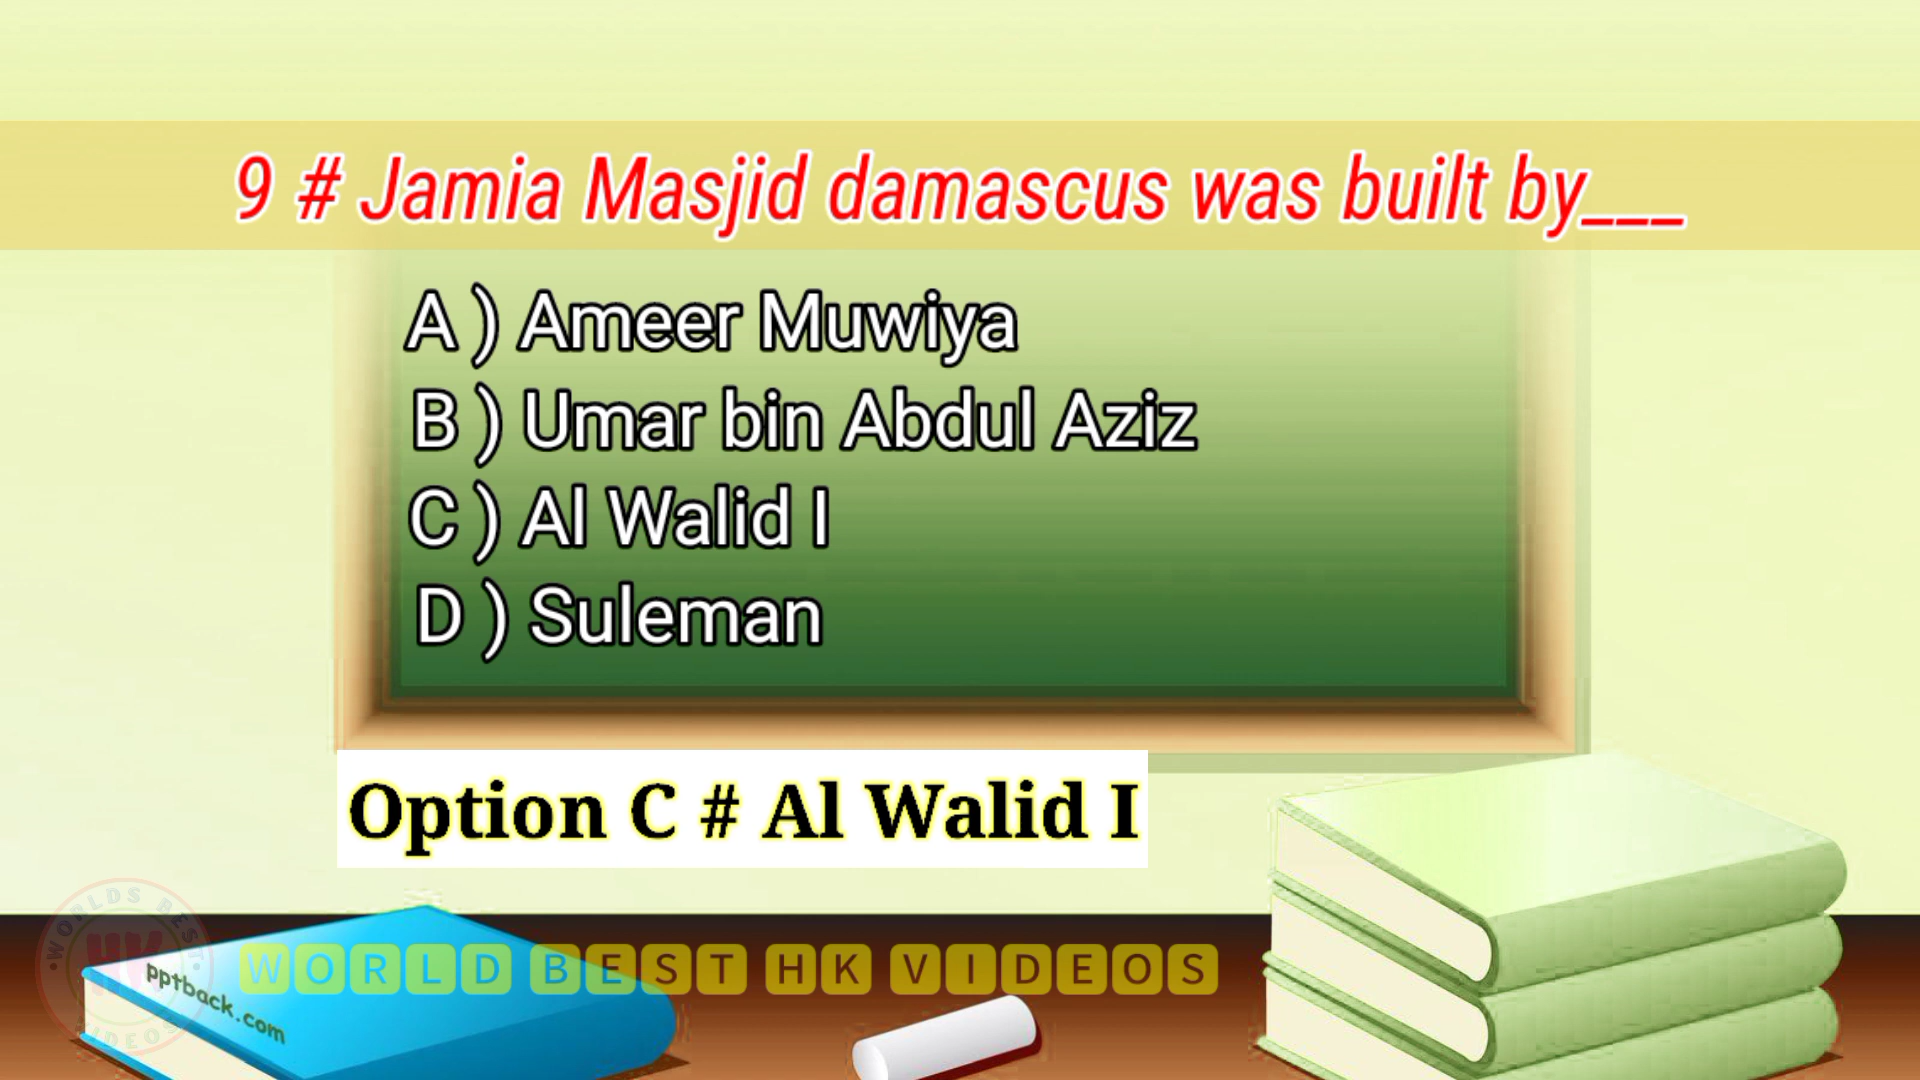 9 # Jamia Masjid damascus was built by___
A ) Ameer Muwiya
B ) Umar bin Abdul Aziz
C ) Al Walid I
D ) Suleman
Option C # Al Walid I
WORLDS BEST
HK
VIDEOS
pptback.com
WORLD BEST HK VIDEOS